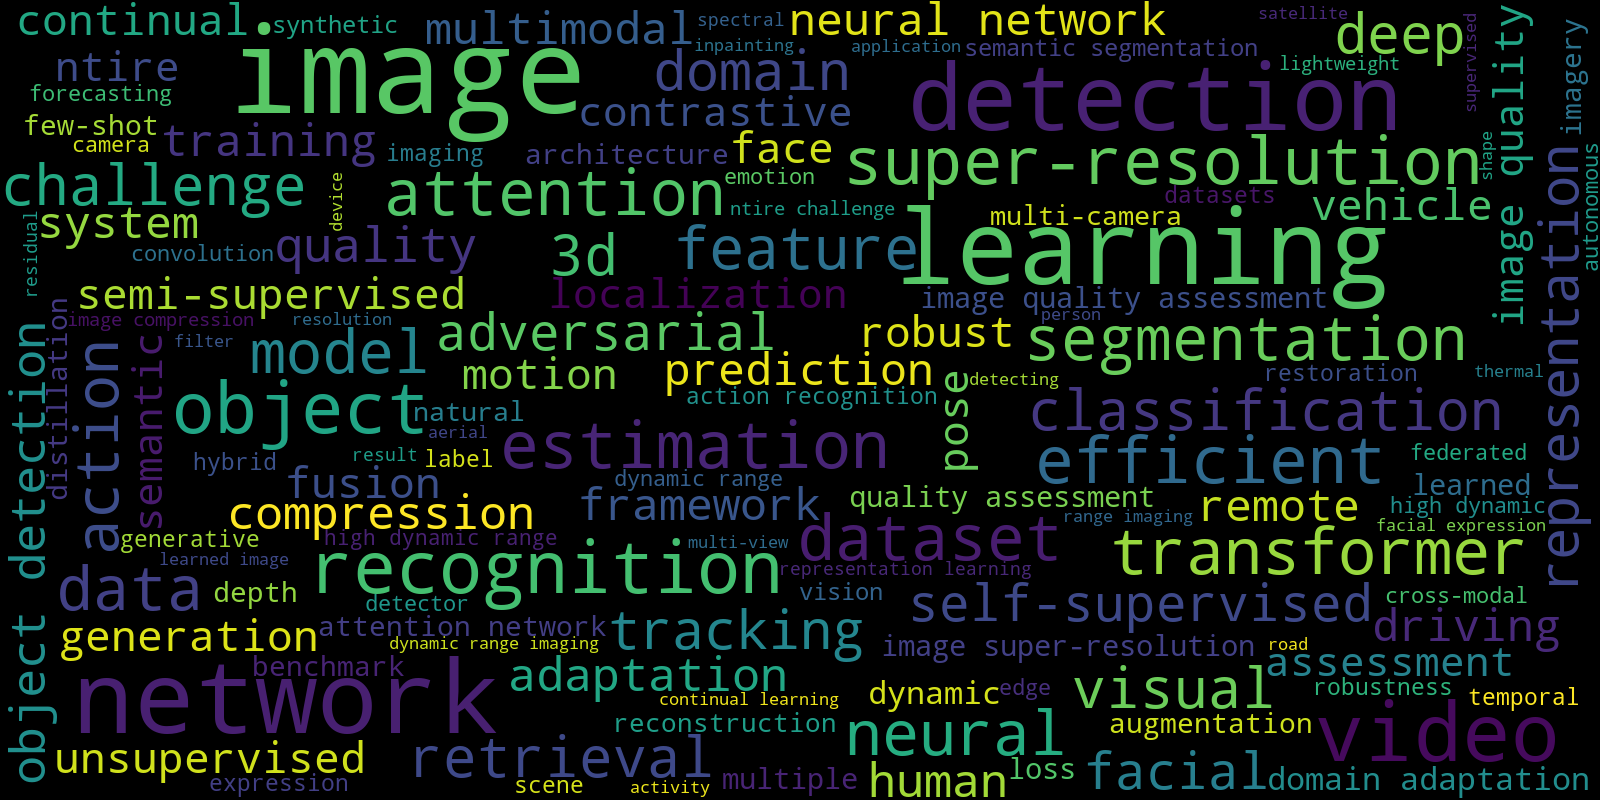 continual
synthetic
multimodal
spectral
neural network
satellite
supervised
image quality
imagery
inpainting
application
semantic segmentation
deep
ntire
image
domain
detection
lightweight
forecasting
contrastive
few-shot
training
camera
imaging
architecture
face
super-resolution
shape
autonomous
challenge
device
attention
emotion
datasets
vehicle
representation
system
ntire challenge
multi-camera
residual
convolution
quality
3d
feature
learning
semi-supervised
localization
image quality assessment
image compression
resolution
person
distillation
filter
model
adversarial
robust
segmentation
object detection
action
semantic
motion
prediction
detecting
restoration
thermal
object
natural
action recognition
pose
classification
aerial
hybrid
result
label
estimation
efficient
federated
fusion
dynamic range
learned
compression
framework
quality assessment
remote
high dynamic
range imaging
facial expression
generative
high dynamic range
multi-view
dataset
transformer
learned image
recognition
representation learning
data
depth
detector
vision
self-supervised
cross-modal
generation
attention network
tracking
driving
dynamic range imaging
image super-resolution
road
benchmark
network
adaptation
assessment
continual learning
dynamic
edge
visual
robustness
temporal
reconstruction
neural
augmentation
video
unsupervised
retrieval
expression
scene
activity
multiple
human
loss
facial
domain adaptation